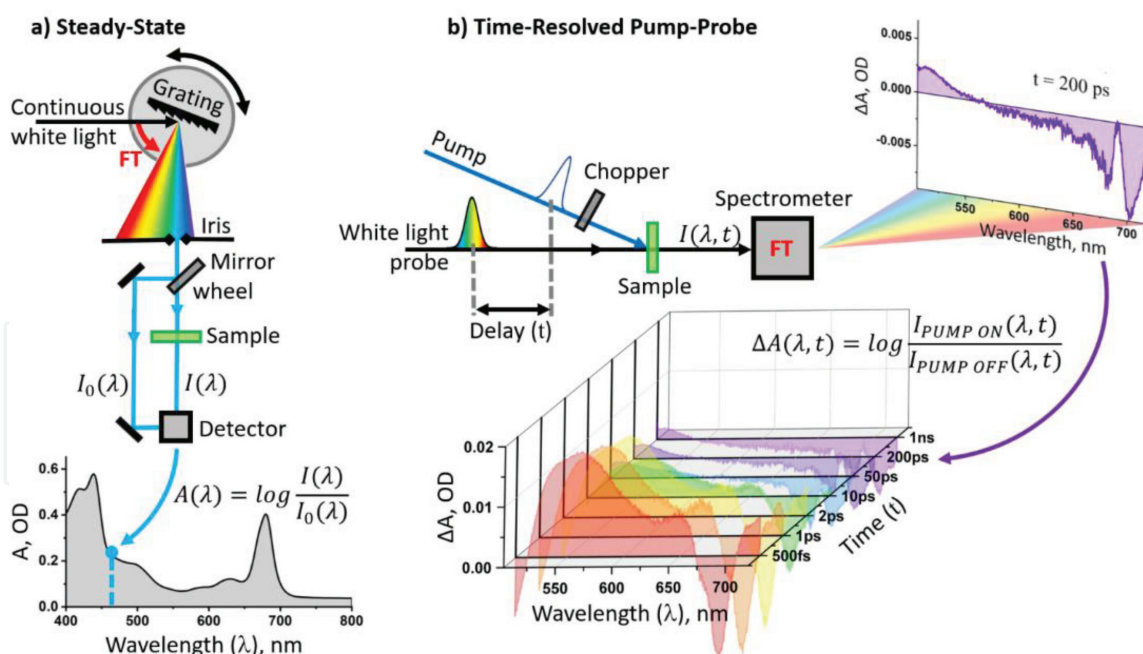 a) Steady-State
Grating
Continuous
white light
FT
Iris
Mirror
wheel
Sample
I₀(λ)
I(λ)
Detector
A(λ) = log I(λ)/I₀(λ)
A, OD
0.6
0.4
0.2
0.0
400 500 600 700 800
Wavelength (λ), nm
b) Time-Resolved Pump-Probe
Pump
Chopper
White light
probe
Delay (t)
Sample
I(λ,t)
Spectrometer
FT
ΔA, OD
0.005
0.000
-0.005
t = 200 ps
550 600 650 700
Wavelength, nm
ΔA(λ, t) = log I_PUMP ON(λ, t)/I_PUMP OFF(λ, t)
ΔA, OD
0.02
0.01
0.00
550 600 650 700
Wavelength (λ), nm
1ns
200ps
50ps
10ps
2ps
1ps
500fs
Time (t)